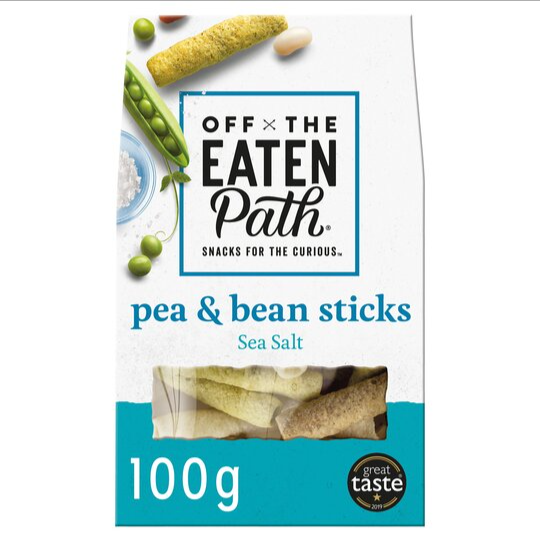 OFF × THE
EATEN
Path®
SNACKS FOR THE CURIOUS™
pea & bean sticks
Sea Salt
100g
great
taste
2019